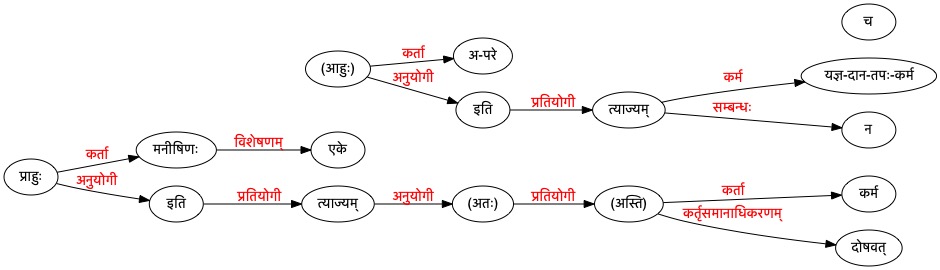 च
(आहुः)
कर्ता
अ-परे
अनुयोगी
इति
प्रतियोगी
त्याज्यम्
कर्म
यज्ञ-दान-तपः-कर्म
सम्बन्धः
न
प्राहुः
कर्ता
मनीषिणः
विशेषणम्
एके
अनुयोगी
इति
प्रतियोगी
त्याज्यम्
अनुयोगी
(अतः)
प्रतियोगी
(अस्ति)
कर्ता
कर्म
कर्तृसमानाधिकरणम्
दोषवत्